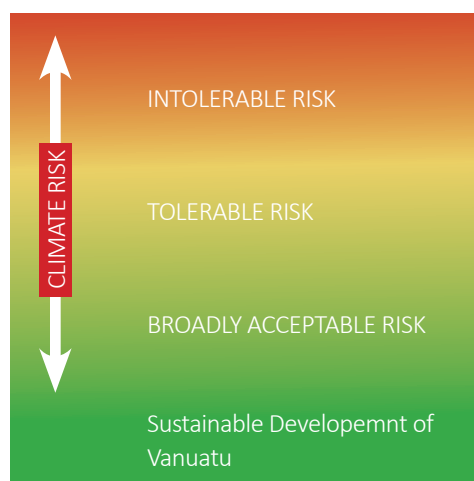 INTOLERABLE RISK
CLIMATE RISK
TOLERABLE RISK
BROADLY ACCEPTABLE RISK
Sustainable Developemnt of
Vanuatu